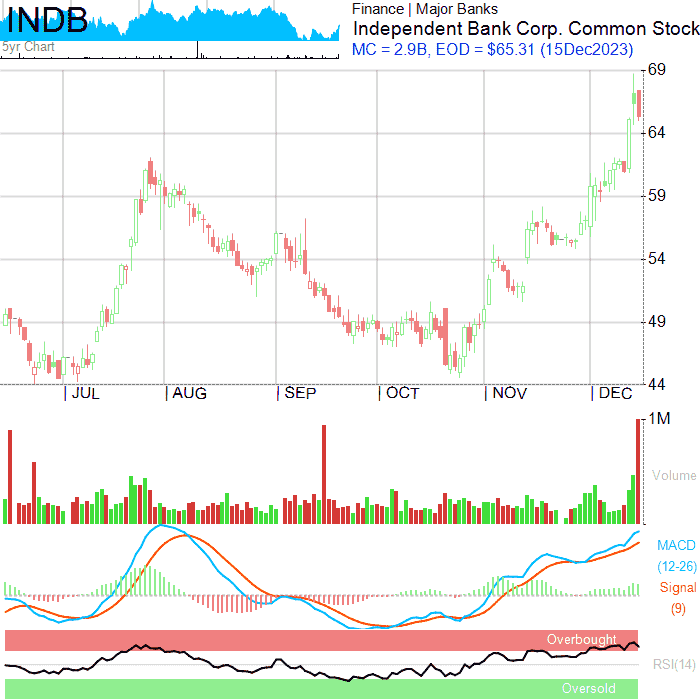 INDB
5yr Chart
Finance | Major Banks
Independent Bank Corp. Common Stock
MC = 2.9B, EOD = $65.31 (15Dec2023)
69
64
59
54
49
44
JUL AUG SEP OCT NOV DEC
1M
Volume
MACD
(12-26)
Signal
(9)
Overbought
RSI(14)
Oversold